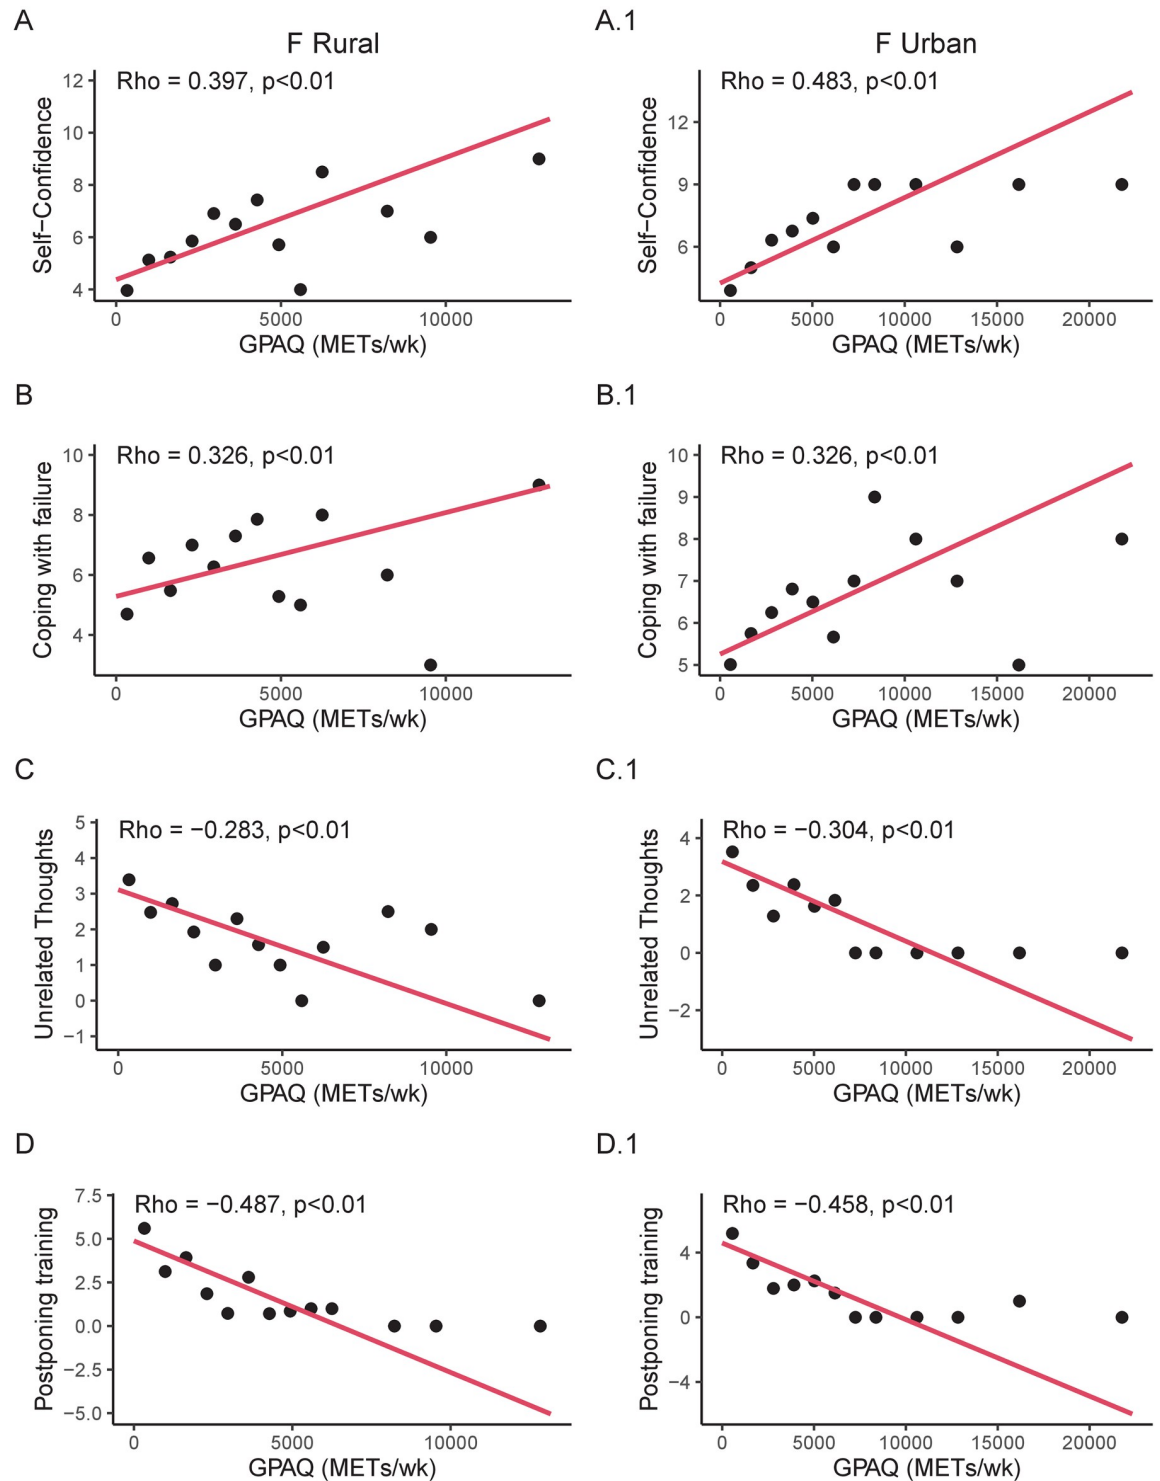 A
A.1
F Rural
F Urban
Rho = 0.397, p<0.01
Self−Confidence
12
10
8
6
4
0
5000
10000
GPAQ (METs/wk)
Rho = 0.483, p<0.01
Self−Confidence
12
9
6
0
5000
10000
15000
20000
GPAQ (METs/wk)
B
B.1
Rho = 0.326, p<0.01
Coping with failure
10
8
6
4
0
5000
10000
GPAQ (METs/wk)
Rho = 0.326, p<0.01
Coping with failure
10
9
8
7
6
5
0
5000
10000
15000
20000
GPAQ (METs/wk)
C
C.1
Rho = −0.283, p<0.01
Unrelated Thoughts
5
4
3
2
1
0
−1
0
5000
10000
GPAQ (METs/wk)
Rho = −0.304, p<0.01
Unrelated Thoughts
4
2
0
−2
0
5000
10000
15000
20000
GPAQ (METs/wk)
D
D.1
Rho = −0.487, p<0.01
Postponing training
7.5
5.0
2.5
0.0
−2.5
−5.0
0
5000
10000
GPAQ (METs/wk)
Rho = −0.458, p<0.01
Postponing training
4
0
−4
0
5000
10000
15000
20000
GPAQ (METs/wk)